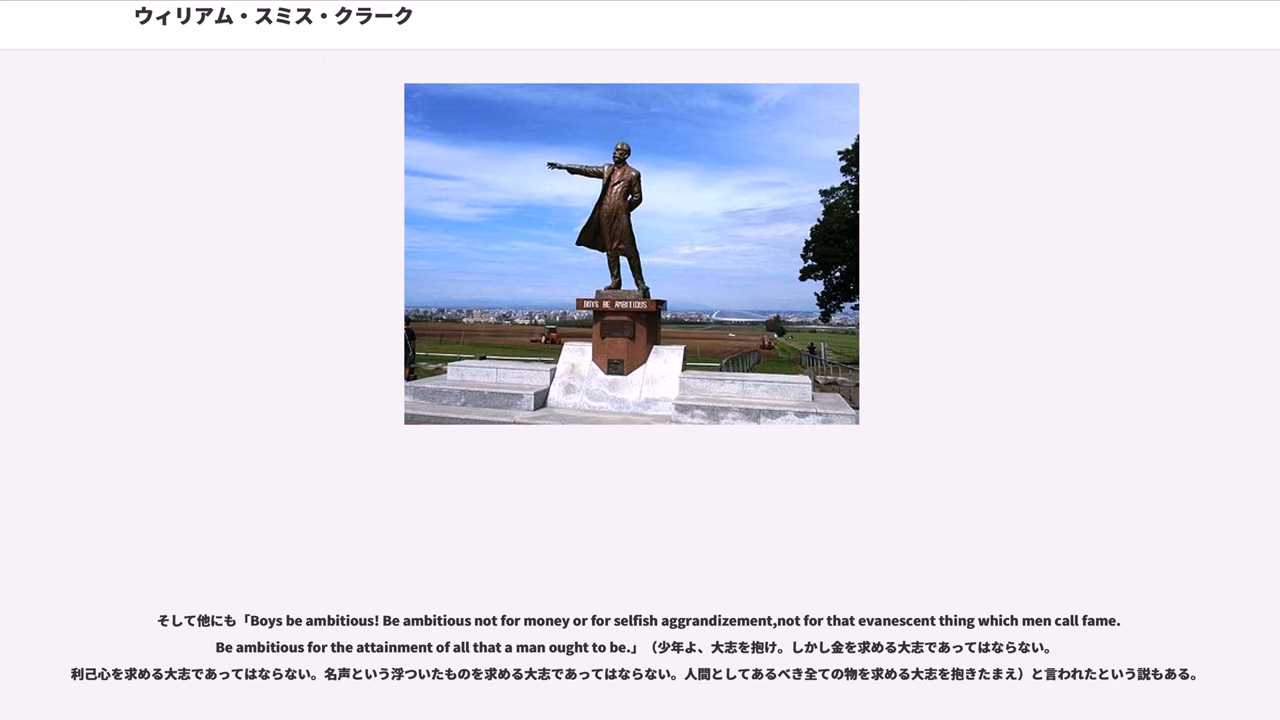 ウィリアム・スミス・クラーク
BOYS BE AMBITIOUS
そして他にも「Boys be ambitious! Be ambitious not for money or for selfish aggrandizement,not for that evanescent thing which men call fame.
Be ambitious for the attainment of all that a man ought to be.」（少年よ、大志を抱け。しかし金を求める大志であってはならない。
利己心を求める大志であってはならない。名声という浮ついたものを求める大志であってはならない。人間としてあるべき全ての物を求める大志を抱きたまえ）と言われたという説もある。